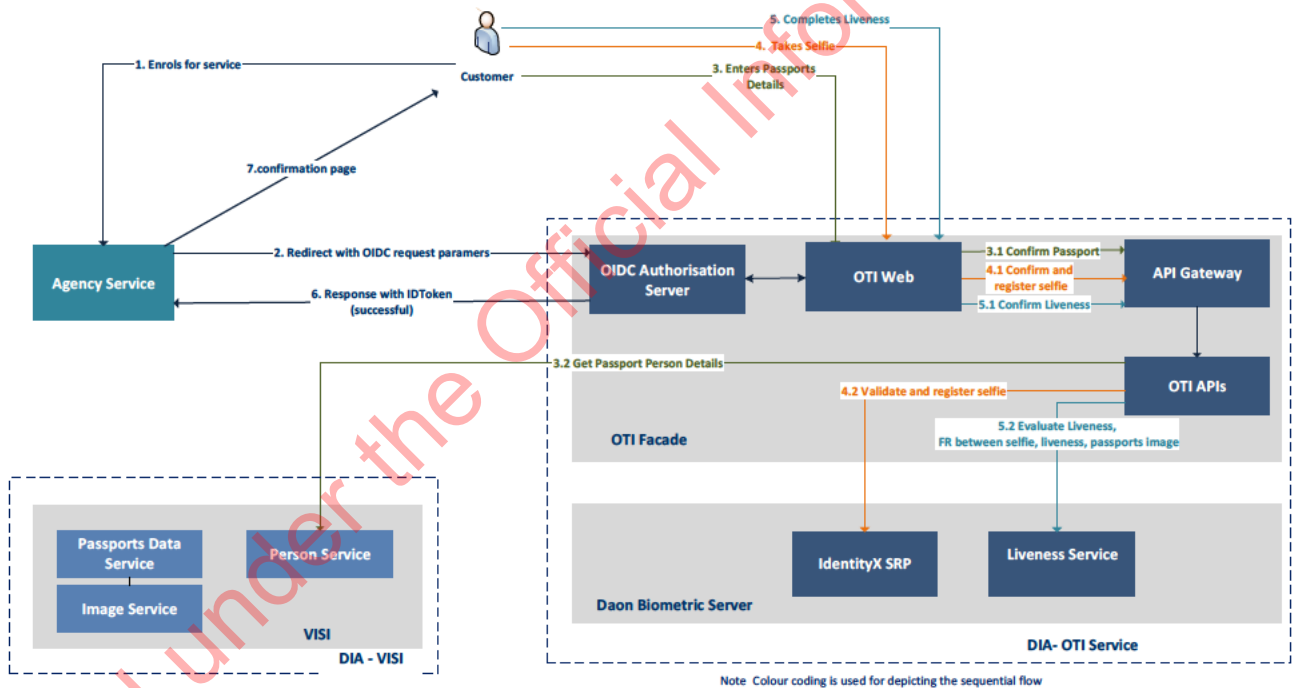 5. Completes Liveness
4. Takes Selfie
1. Enrols for service
Customer
3. Enters Passports
Details
7.confirmation page
2. Redirect with OIDC request paramers
6. Response with IDToken
(successful)
Agency Service
OIDC Authorisation
Server
OTI Web
3.1 Confirm Passport
4.1 Confirm and
register selfie
5.1 Confirm Liveness
API Gateway
3.2 Get Passport Person Details
4.2 Validate and register selfie
OTI APIs
5.2 Evaluate Liveness,
FR between selfie, liveness, passports image
OTI Facade
Passports Data
Service
Image Service
Person Service
VISI
DIA - VISI
IdentityX SRP
Liveness Service
Daon Biometric Server
DIA- OTI Service
Note Colour coding is used for depicting the sequential flow
under the Official Infor